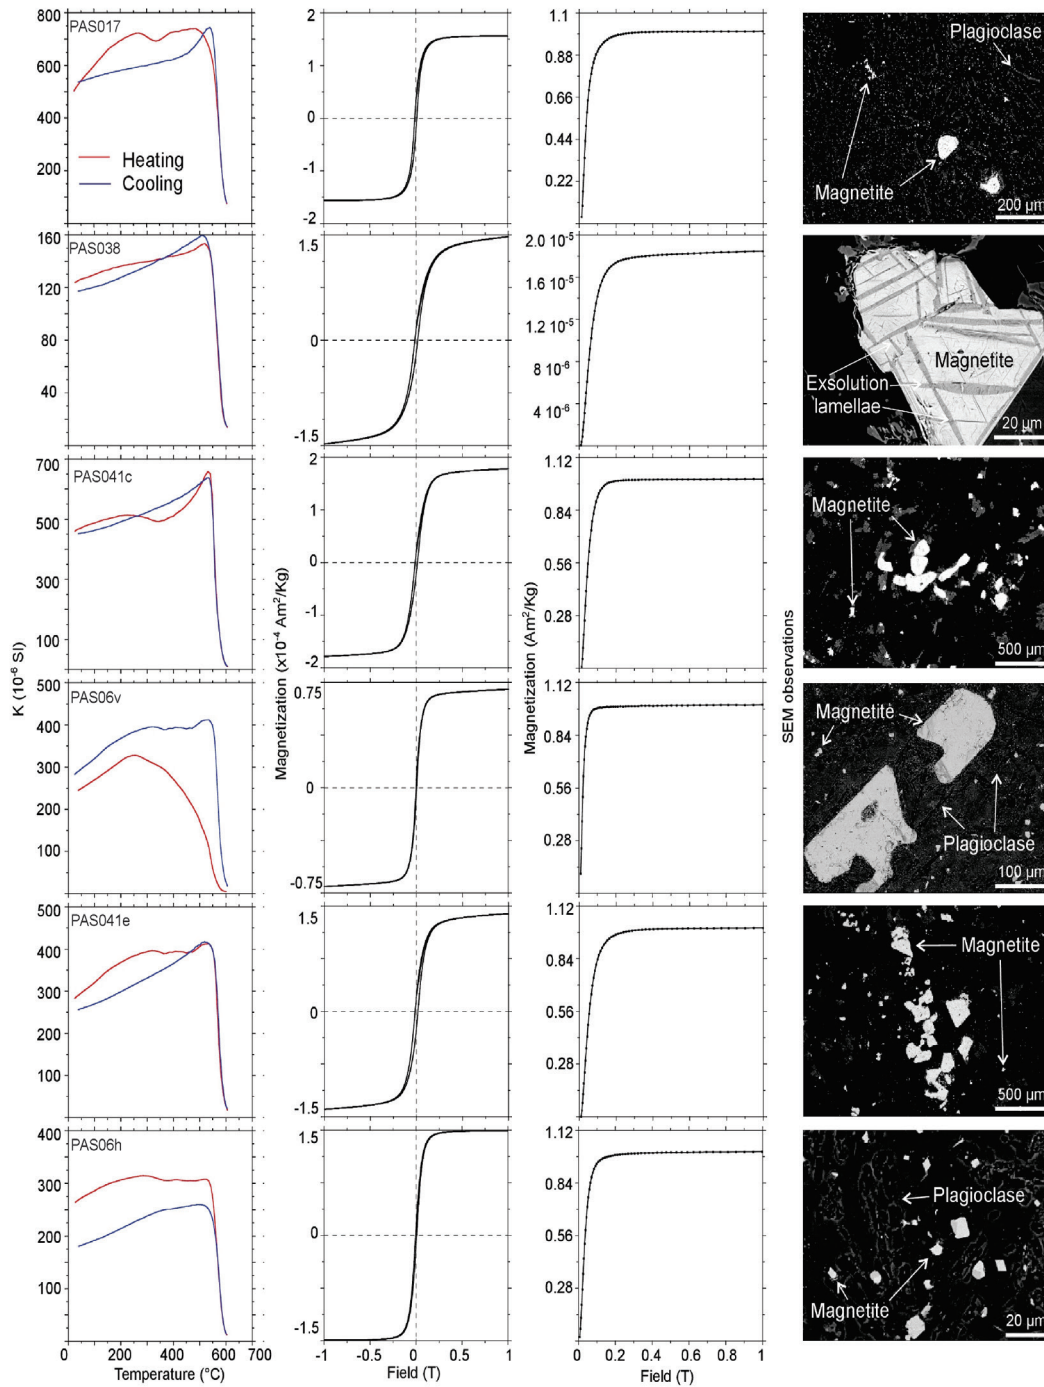 PAS017
800
700
600
400
200
Heating
Cooling
2
1
0
-1
-2
1.1
0.88
0.66
0.44
0.22
Plagioclase
Magnetite
200 µm
PAS038
160
120
80
40
1.5
0
-1.5
2.0 10⁻⁵
1.6 10⁻⁵
1.2 10⁻⁵
8 10⁻⁶
4 10⁻⁶
Magnetite
Exsolution
lamellae
20 µm
PAS041c
700
500
300
100
2
1
0
-1
-2
1.12
0.84
0.56
0.28
Magnetite
500 µm
K (10⁻⁶ SI)
Magnetization (x10⁻⁴ Am²/Kg)
Magnetization (Am²/Kg)
SEM observations
PAS06v
500
400
300
200
100
0.75
0
-0.75
1.12
0.84
0.56
0.28
Magnetite
Plagioclase
100 µm
PAS041e
500
400
300
200
100
1.5
0
-1.5
1.12
0.84
0.56
0.28
Magnetite
500 µm
PAS06h
400
300
200
100
1.5
0
-1.5
1.12
0.84
0.56
0.28
Plagioclase
Magnetite
20 µm
0 200 400 600 700
Temperature (°C)
-1 -0.5 0 0.5 1
Field (T)
0 0.2 0.4 0.6 0.8 1
Field (T)